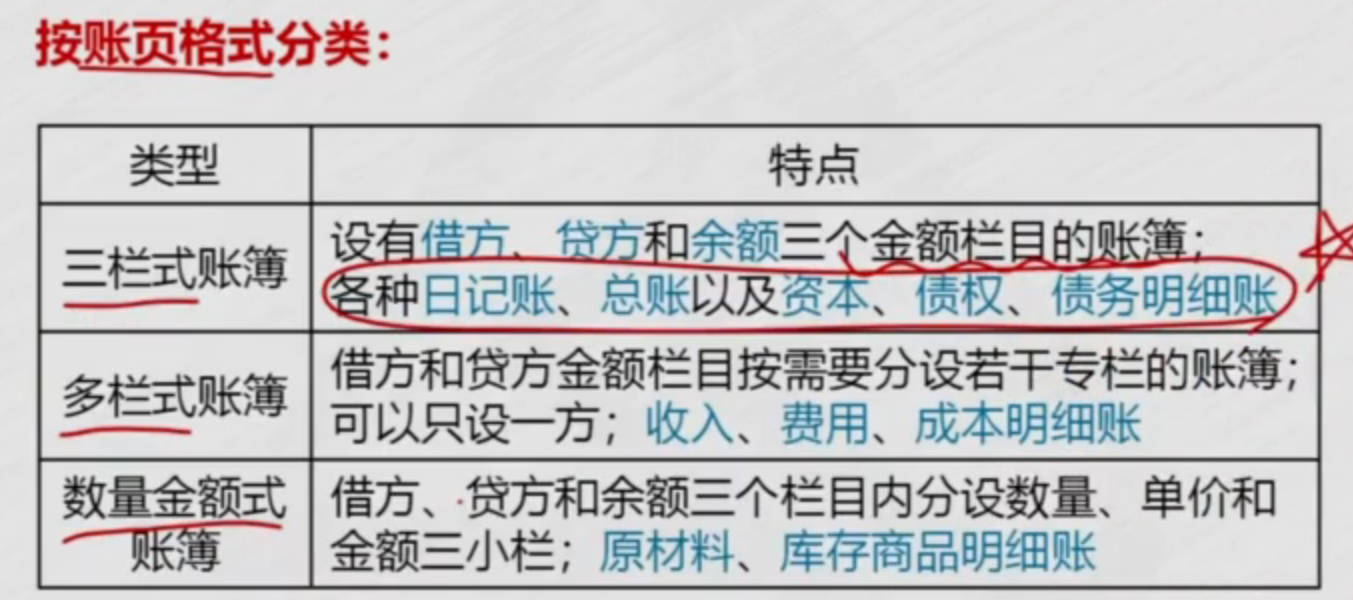 按账页格式分类：
类型
特点
三栏式账簿
设有借方、贷方和余额三个金额栏目的账簿；
各种日记账、总账以及资本、债权、债务明细账
多栏式账簿
借方和贷方金额栏目按需要分设若干专栏的账簿；
可以只设一方；收入、费用、成本明细账
数量金额式
账簿
借方、贷方和余额三个栏目内分设数量、单价和
金额三小栏；原材料、库存商品明细账